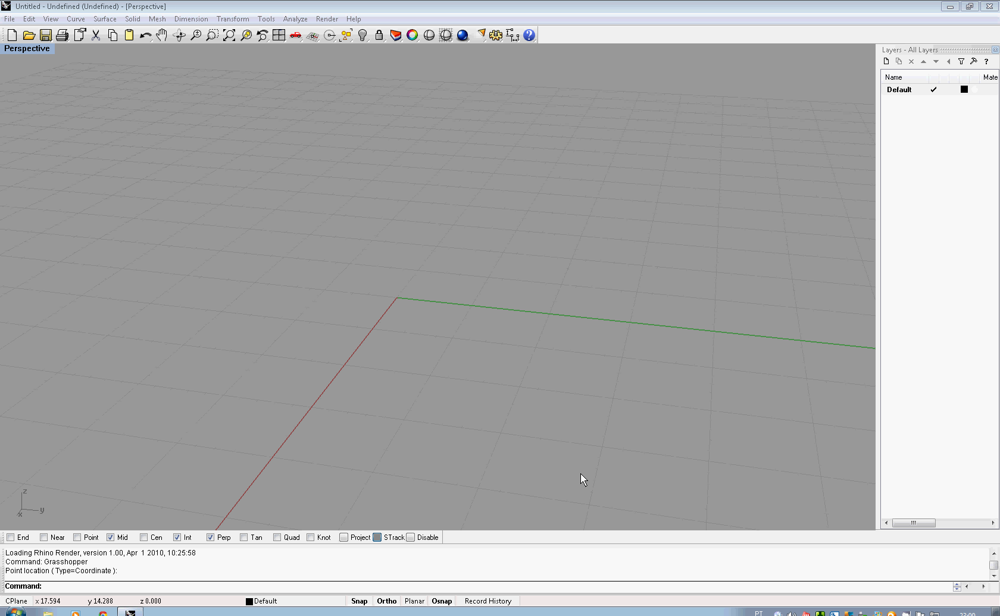 Untitled - Undefined (Undefined) - [Perspective]
File Edit View Curve Surface Solid Mesh Dimension Transform Tools Analyze Render Help
Perspective
Layers - All Layers
?
Name Mate
Default
z
y
x
End Near Point Mid Cen Int Perp Tan Quad Knot Project STrack Disable
Loading Rhino Render, version 1.00, Apr 1 2010, 10:25:58
Command: Grasshopper
Point location ( Type=Coordinate ):
Command:
CPlane x 17.594 y 14.288 z 0.000 Default Snap Ortho Planar Osnap Record History
PT 23:00